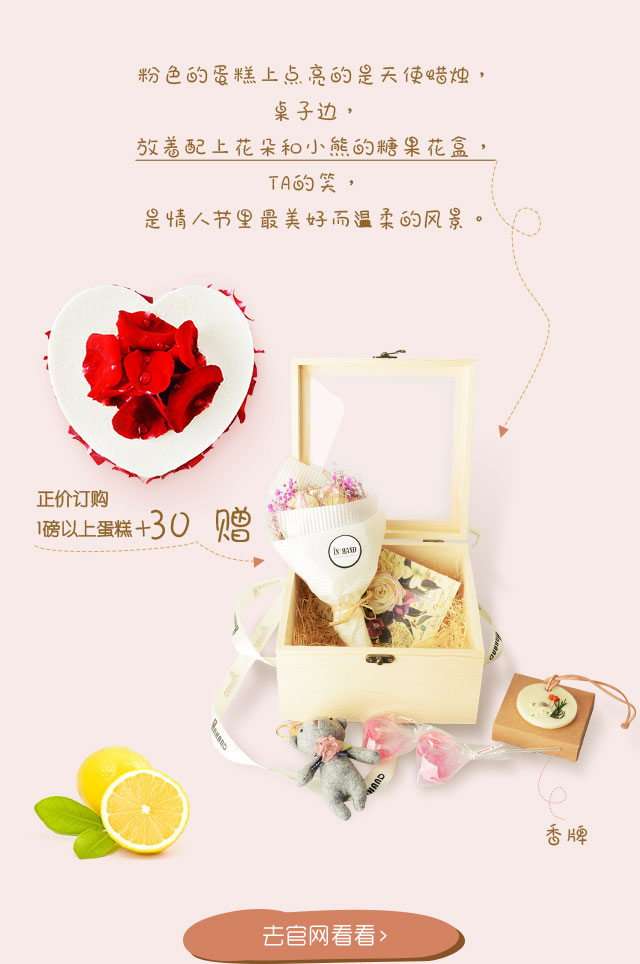 粉色的蛋糕上点亮的是天使蜡烛，
桌子边，
放着配上花朵和小熊的糖果花盒，
TA的笑，
是情人节里最美好而温柔的风景。
正价订购
1磅以上蛋糕+30 赠
IN HAND
香牌
去官网看看>